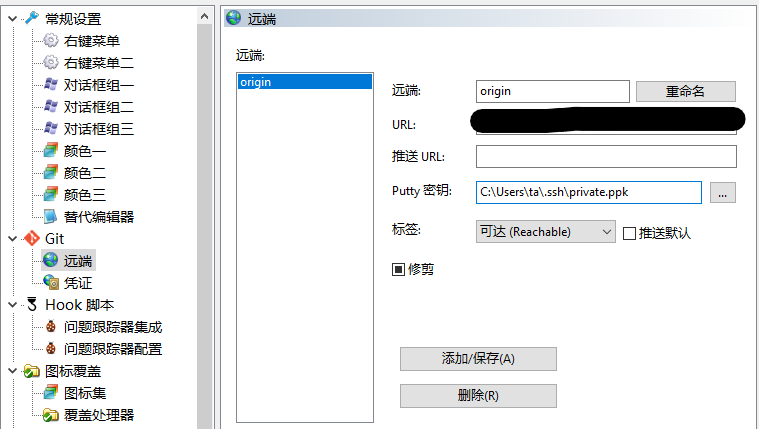 常规设置
右键菜单
右键菜单二
对话框组一
对话框组二
对话框组三
颜色一
颜色二
颜色三
替代编辑器
Git
远端
凭证
Hook 脚本
问题跟踪器集成
问题跟踪器配置
图标覆盖
图标集
覆盖处理器
远端
远端:
origin
远端:
origin
重命名
URL:
推送 URL:
Putty 密钥:
C:\Users\ta\.ssh\private.ppk
...
标签:
可达 (Reachable)
推送默认
修剪
添加/保存(A)
删除(R)